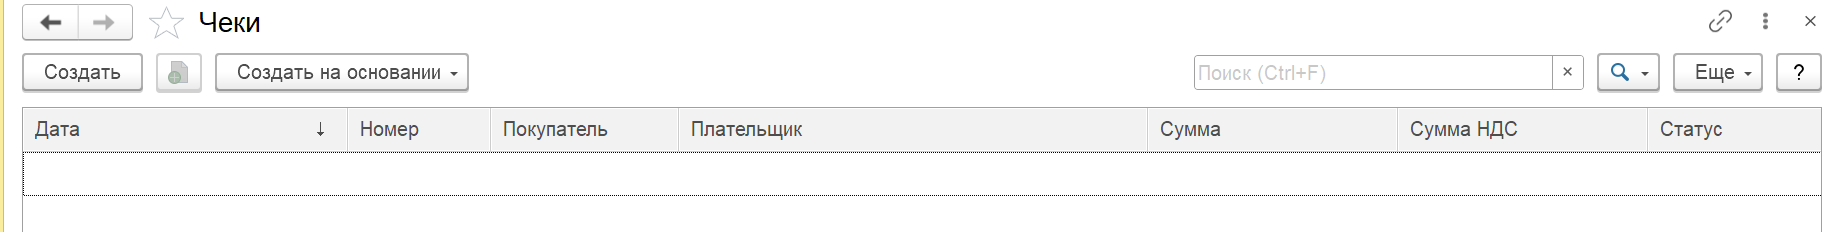 Чеки
Создать Создать на основании Поиск (Ctrl+F) × Еще ?
Дата ↓ Номер Покупатель Плательщик Сумма Сумма НДС Статус